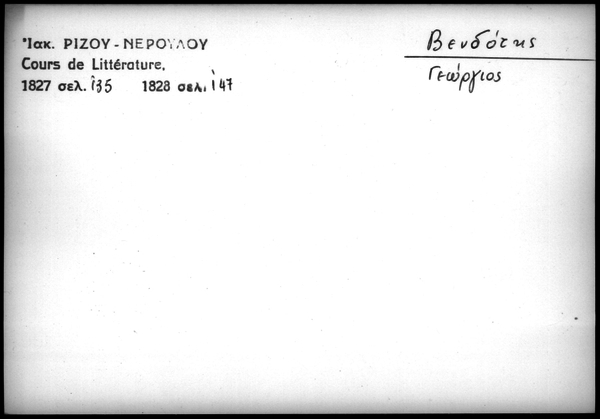 Ἰακ. ΡΙΖΟΥ-ΝΕΡΟΥΛΟΥ
Cours de Littérature.
1827 σελ. 135 1828 σελ. 147
Βενδότης
Γεώργιος